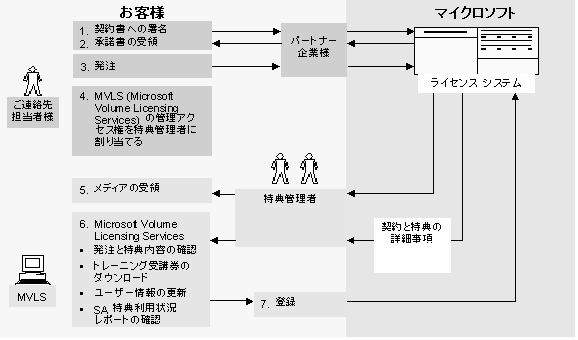 お客様
マイクロソフト
1. 契約書への署名
2. 承諾書の受領
パートナー
企業様
3. 発注
ライセンス システム
ご連絡先
担当者様
4. MVLS (Microsoft
Volume Licensing
Services) の管理アク
セス権を特典管理者に
割り当てる
5. メディアの受領
特典管理者
6. Microsoft Volume
Licensing Services
▪ 発注と特典内容の確認
▪ トレーニング受講券の
ダウンロード
▪ ユーザー情報の更新
▪ SA 特典利用状況
レポートの確認
契約と特典の
詳細事項
MVLS
7. 登録